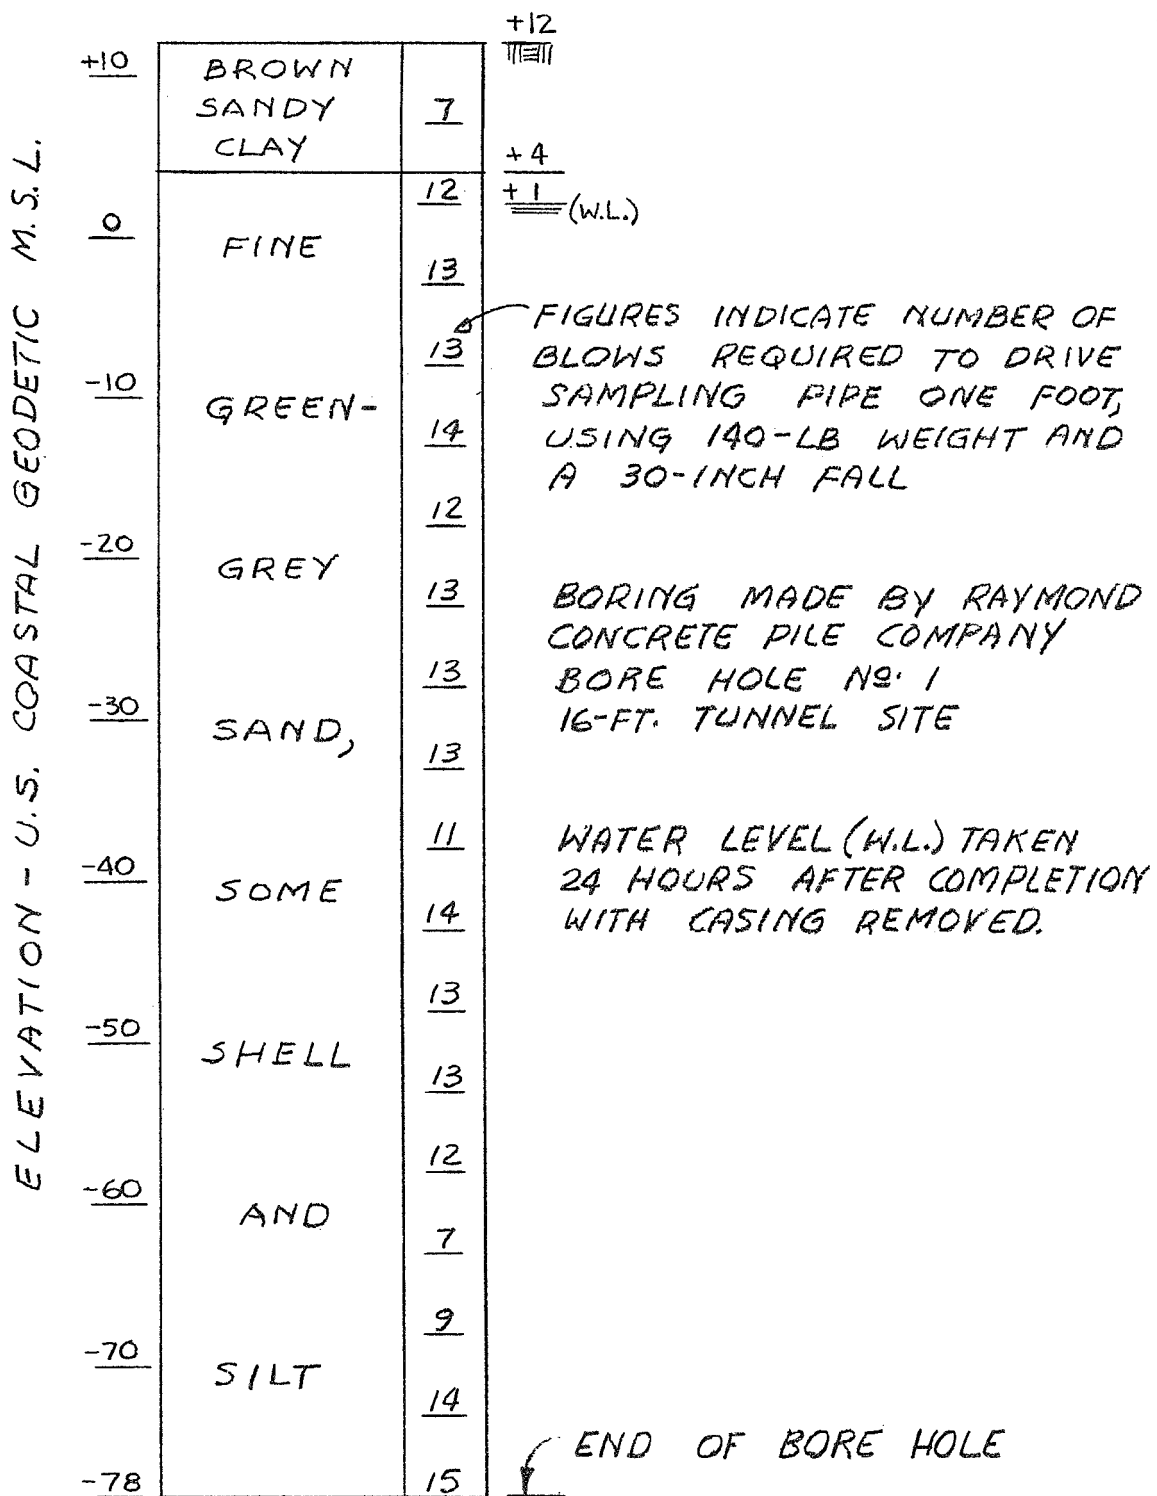 +12
+10
BROWN
SANDY
CLAY
7
+4
12
+1
(W.L.)
0
FINE
13
FIGURES INDICATE NUMBER OF
BLOWS REQUIRED TO DRIVE
SAMPLING PIPE ONE FOOT,
USING 140-LB WEIGHT AND
A 30-INCH FALL
13
-10
GREEN-
14
12
-20
GREY
13
BORING MADE BY RAYMOND
CONCRETE PILE COMPANY
BORE HOLE No. 1
16-FT. TUNNEL SITE
13
-30
SAND,
13
11
WATER LEVEL (W.L.) TAKEN
24 HOURS AFTER COMPLETION
WITH CASING REMOVED.
-40
SOME
14
13
-50
SHELL
13
12
-60
AND
7
9
-70
SILT
14
END OF BORE HOLE
-78
15
ELEVATION - U.S. COASTAL GEODETIC M.S.L.